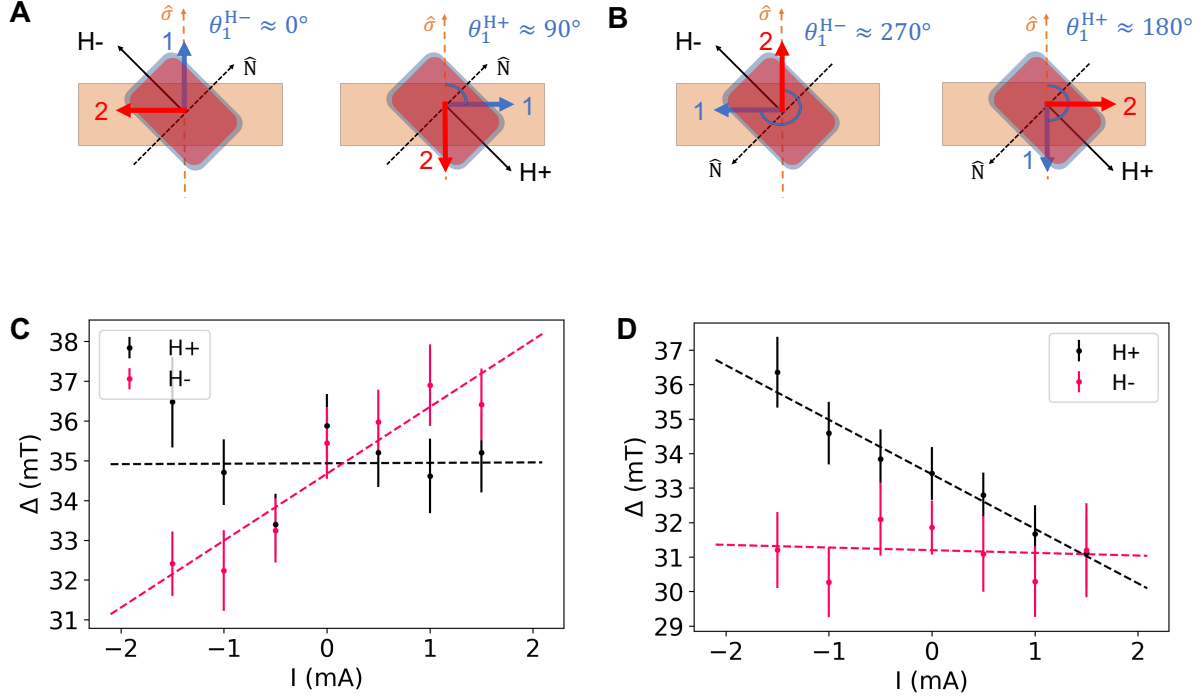 A
σ̂
θ₁ᴴ⁻ ≈ 0°
H-
1
N̂
2
σ̂
θ₁ᴴ⁺ ≈ 90°
N̂
1
2
H+
B
σ̂
θ₁ᴴ⁻ ≈ 270°
H-
2
1
N̂
σ̂
θ₁ᴴ⁺ ≈ 180°
2
1
N̂
H+
C
H+
H-
38
37
36
35
34
33
32
31
Δ (mT)
−2
−1
0
1
2
I (mA)
D
H+
H-
37
36
35
34
33
32
31
30
29
Δ (mT)
−2
−1
0
1
2
I (mA)